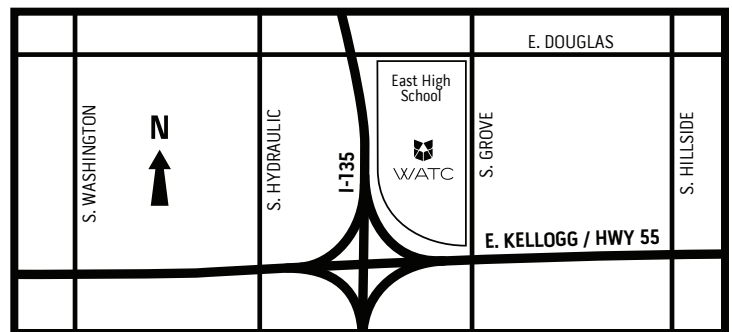 E. DOUGLAS
East High
School
WATC
N
S. WASHINGTON
S. HYDRAULIC
I-135
S. GROVE
S. HILLSIDE
E. KELLOGG / HWY 55